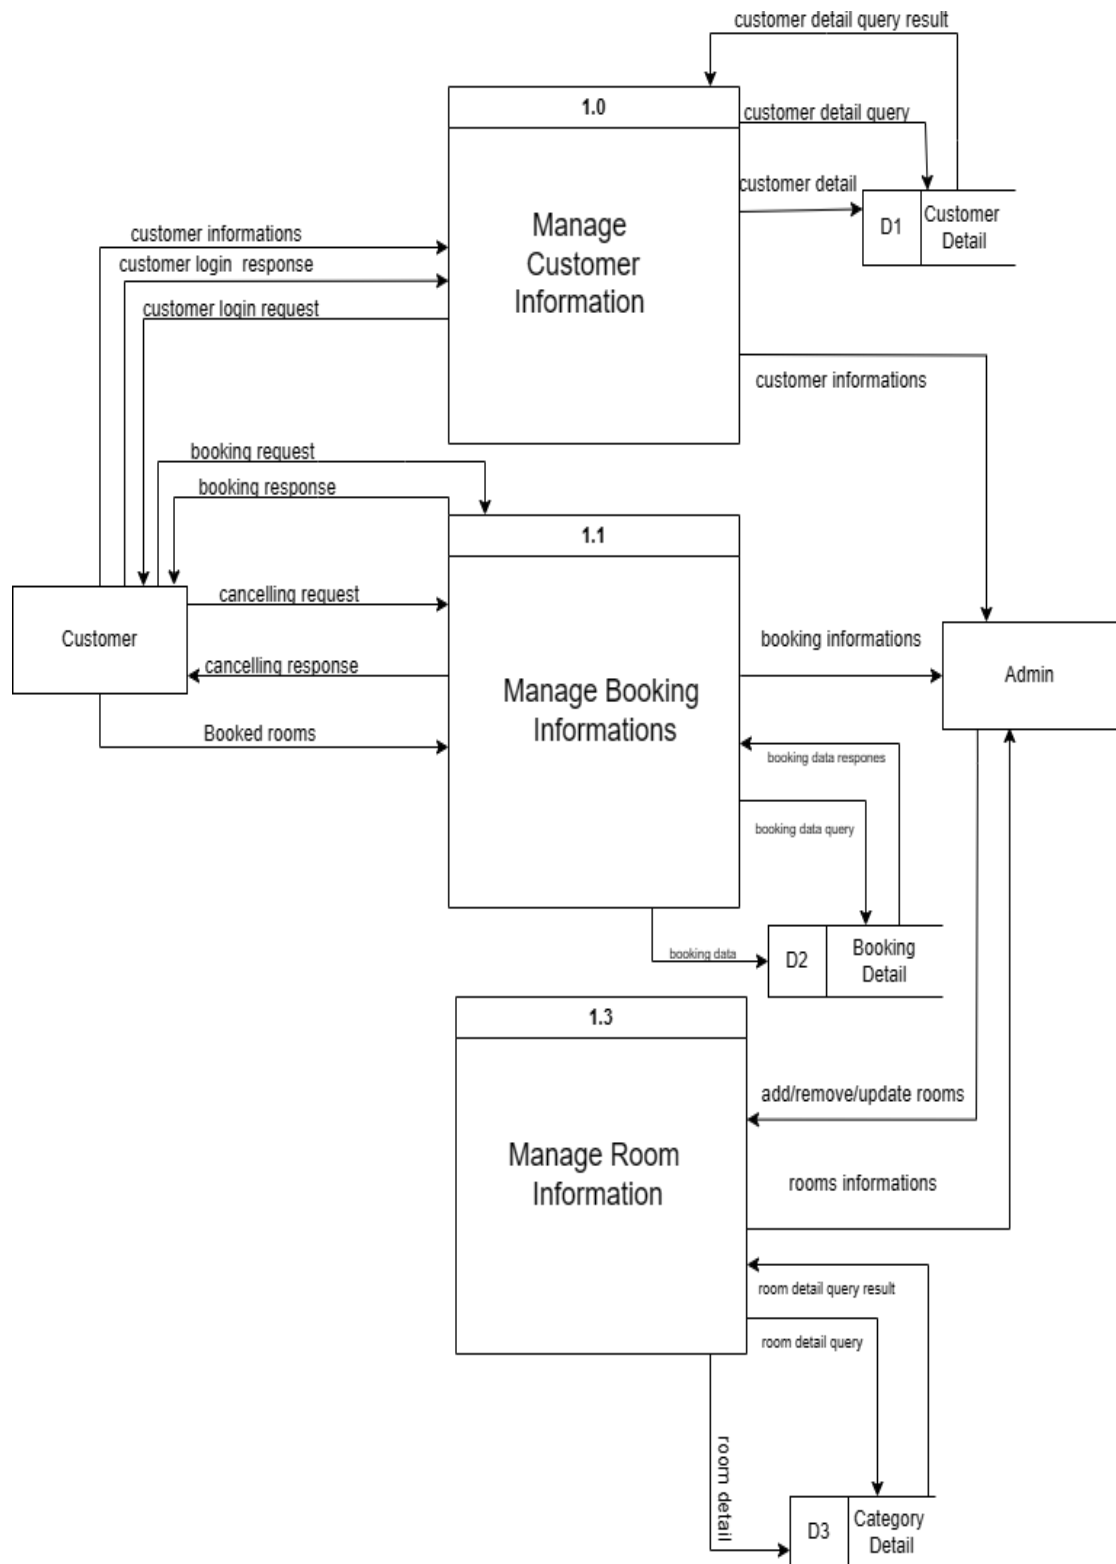 customer detail query result
1.0
customer detail query
customer detail
Manage
Customer
Information
D1
Customer
Detail
customer informations
customer login response
customer login request
customer informations
booking request
booking response
1.1
cancelling request
Customer
booking informations
Admin
cancelling response
Manage Booking
Informations
Booked rooms
booking data respones
booking data query
booking data
D2
Booking
Detail
1.3
add/remove/update rooms
Manage Room
Information
rooms informations
room detail query result
room detail query
room detail
D3
Category
Detail